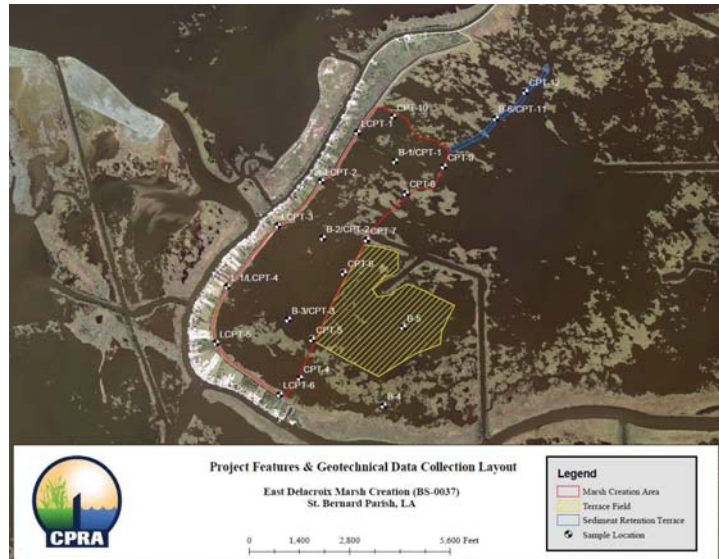 CPT-12
B-6/CPT-11
CPT-10
LCPT-1
B-1/CPT-1
CPT-9
LCPT-2
CPT-8
LCPT-3
B-2/CPT-2
CPT-7
CPT-6
L-1/LCPT-4
B-3/CPT-3
B-5
LCPT-5
CPT-5
CPT-4
LCPT-6
B-4
Project Features & Geotechnical Data Collection Layout
East Delacroix Marsh Creation (BS-0037)
St. Bernard Parish, LA
CPRA
0 1,400 2,800 5,600 Feet
Legend
Marsh Creation Area
Terrace Field
Sediment Retention Terrace
Sample Location